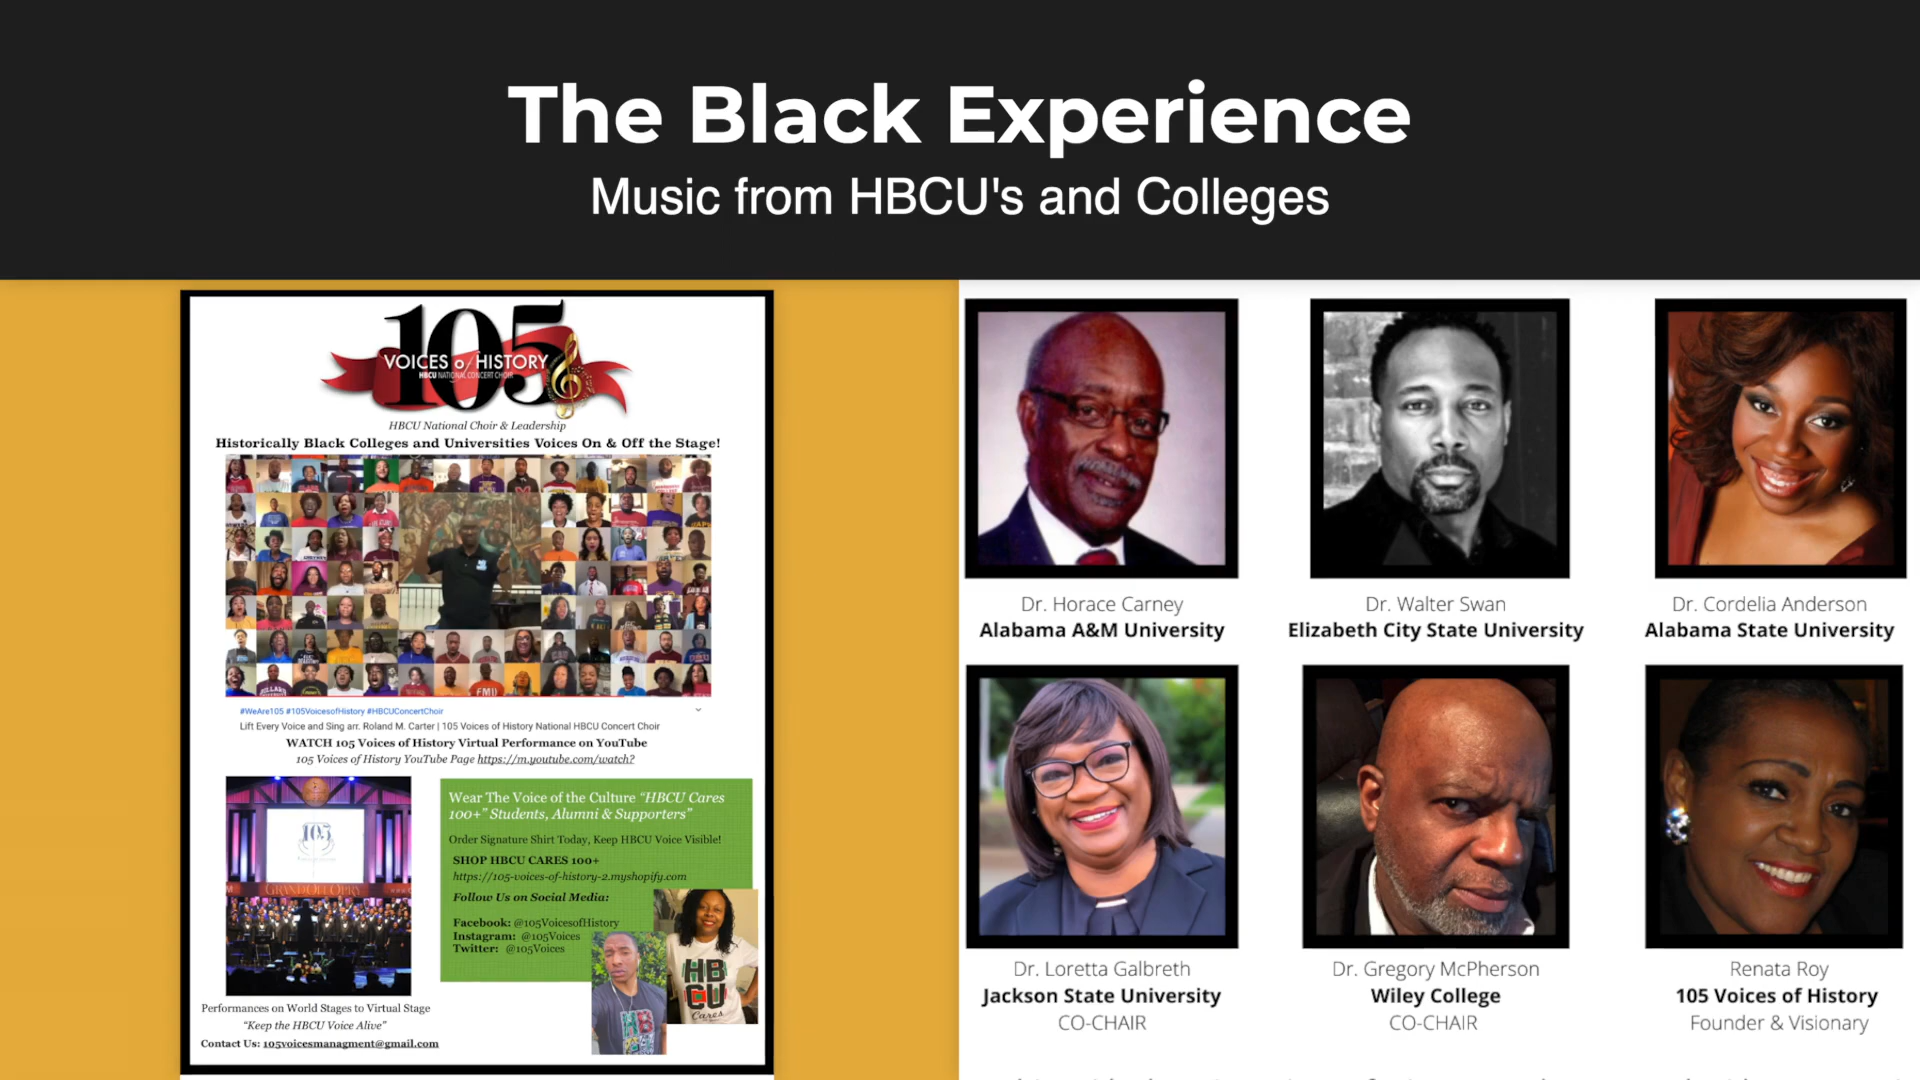 The Black Experience
Music from HBCU's and Colleges
105
VOICES of HISTORY
HBCU NATIONAL CONCERT CHOIR
HBCU National Choir & Leadership
Historically Black Colleges and Universities Voices On & Off the Stage!
FMU
#WeAre105 #105VoicesofHistory #HBCUConcertChoir
Lift Every Voice and Sing arr. Roland M. Carter | 105 Voices of History National HBCU Concert Choir
WATCH 105 Voices of History Virtual Performance on YouTube
105 Voices of History YouTube Page https://m.youtube.com/watch?
105
GRAND OLE OPRY
Wear The Voice of the Culture “HBCU Cares
100+” Students, Alumni & Supporters”
Order Signature Shirt Today, Keep HBCU Voice Visible!
SHOP HBCU CARES 100+
https://105-voices-of-history-2.myshopify.com
Follow Us on Social Media:
Facebook: @105VoicesofHistory
Instagram: @105Voices
Twitter: @105Voices
HB
CU
Cares
HB
Performances on World Stages to Virtual Stage
“Keep the HBCU Voice Alive”
Contact Us: 105voicesmanagment@gmail.com
Dr. Horace Carney
Alabama A&M University
Dr. Walter Swan
Elizabeth City State University
Dr. Cordelia Anderson
Alabama State University
Dr. Loretta Galbreth
Jackson State University
CO-CHAIR
Dr. Gregory McPherson
Wiley College
CO-CHAIR
Renata Roy
105 Voices of History
Founder & Visionary